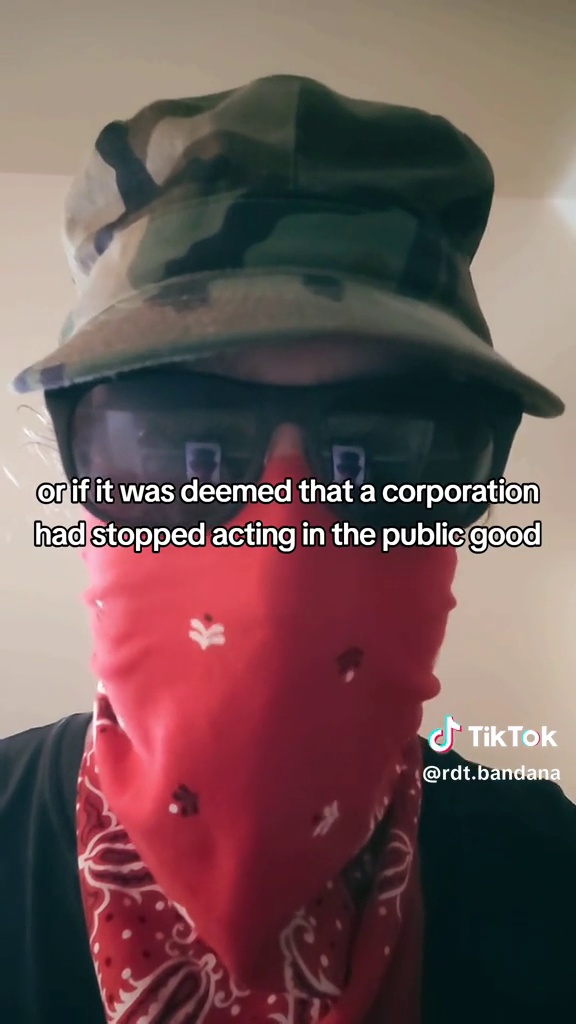 or if it was deemed that a corporation
had stopped acting in the public good
TikTok
@rdt.bandana